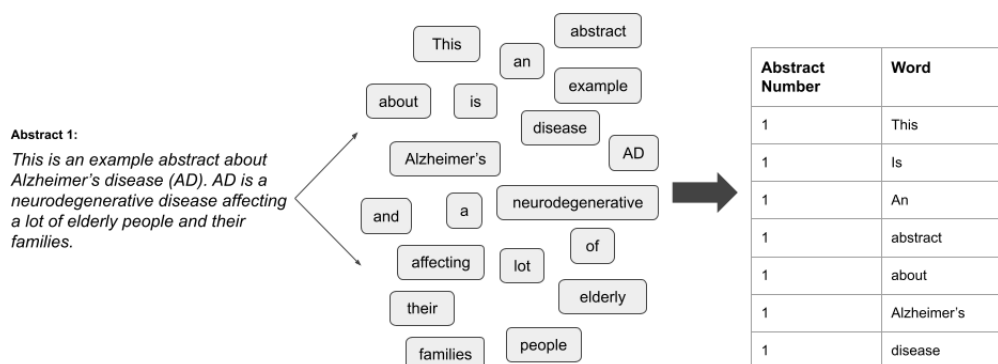 Abstract 1:
This is an example abstract about
Alzheimer's disease (AD). AD is a
neurodegenerative disease affecting
a lot of elderly people and their
families.
This
an
abstract
about
is
example
disease
Alzheimer's
AD
and
a
neurodegenerative
affecting
lot
of
their
elderly
families
people
Abstract Number
Word
1 This
1 Is
1 An
1 abstract
1 about
1 Alzheimer's
1 disease